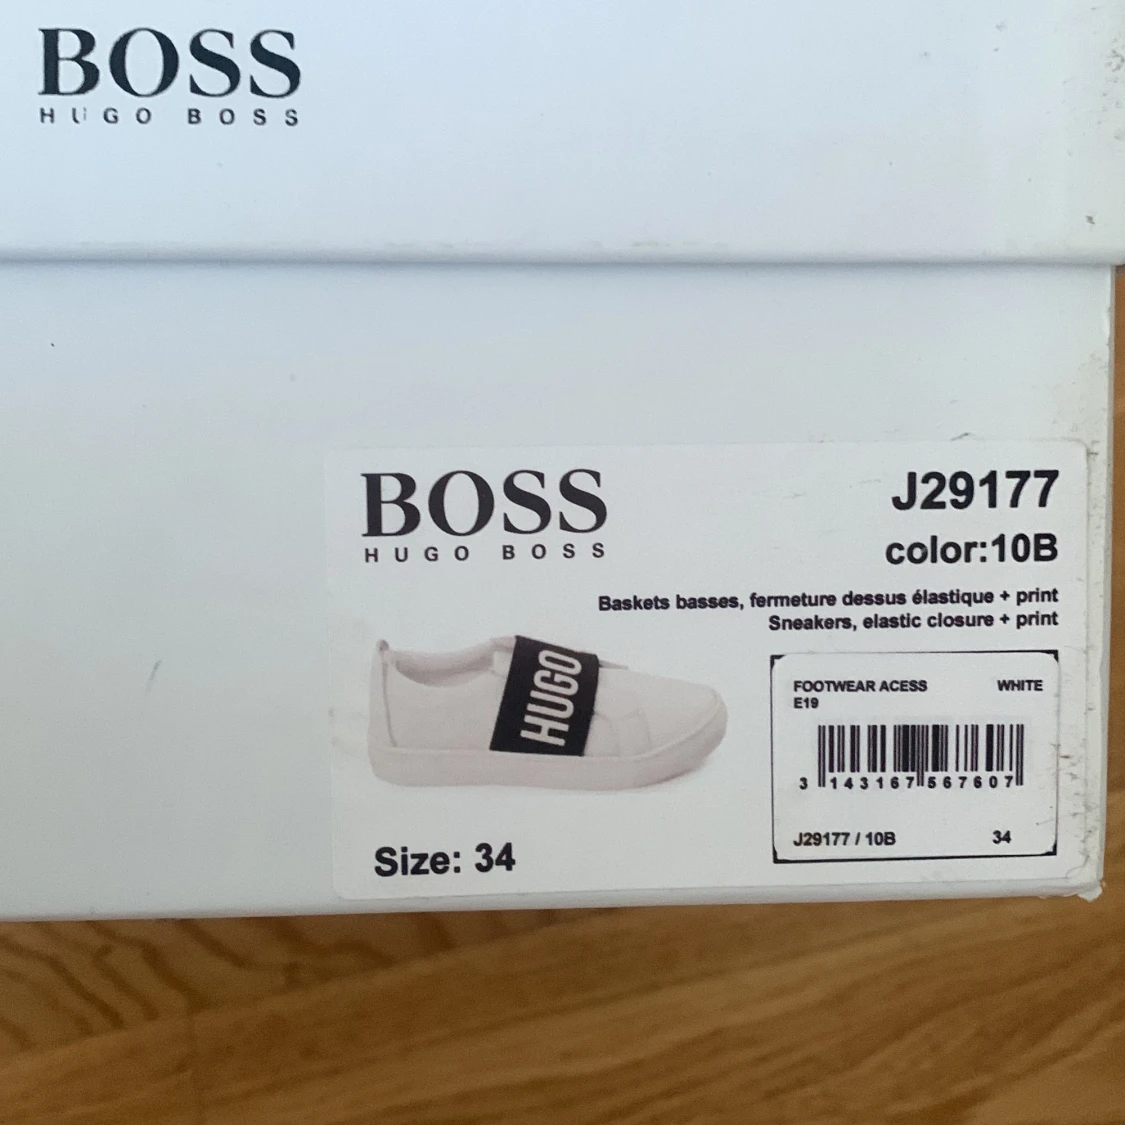 BOSS
HUGO BOSS
BOSS
HUGO BOSS
J29177
color:10B
Baskets basses, fermeture dessus élastique + print
Sneakers, elastic closure + print
HUGO
FOOTWEAR ACESS WHITE
E19
3 143167 567607
J29177 / 10B 34
Size: 34